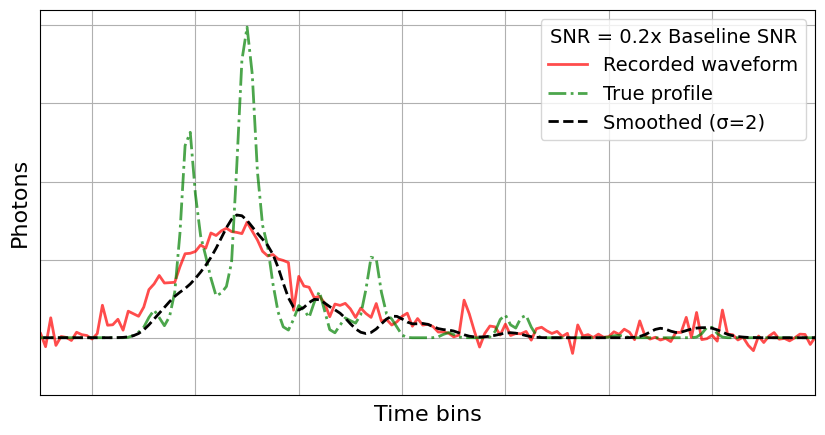 SNR = 0.2x Baseline SNR
Recorded waveform
True profile
Smoothed (σ=2)
Photons
Time bins